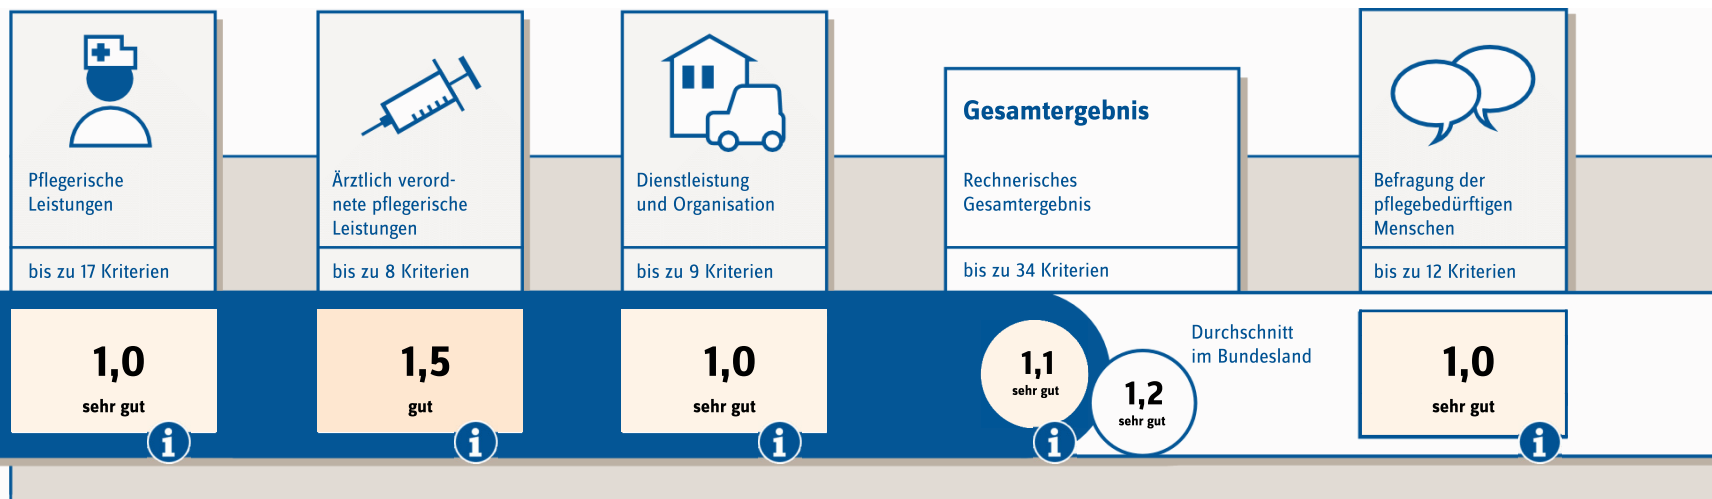 Pflegerische
Leistungen
bis zu 17 Kriterien
1,0
sehr gut
Ärztlich verord-
nete pflegerische
Leistungen
bis zu 8 Kriterien
1,5
gut
Dienstleistung
und Organisation
bis zu 9 Kriterien
1,0
sehr gut
Gesamtergebnis
Rechnerisches
Gesamtergebnis
bis zu 34 Kriterien
1,1
sehr gut
1,2
sehr gut
Durchschnitt
im Bundesland
Befragung der
pflegebedürftigen
Menschen
bis zu 12 Kriterien
1,0
sehr gut